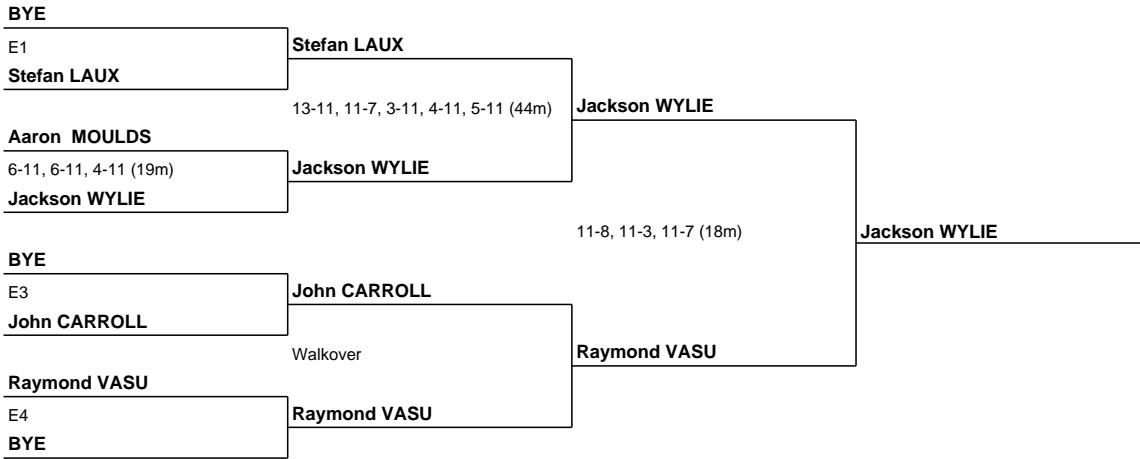 BYE
E1
Stefan LAUX
Stefan LAUX
13-11, 11-7, 3-11, 4-11, 5-11 (44m)
Jackson WYLIE
Aaron  MOULDS
6-11, 6-11, 4-11 (19m)
Jackson WYLIE
Jackson WYLIE
11-8, 11-3, 11-7 (18m)
Jackson WYLIE
BYE
E3
John CARROLL
John CARROLL
Walkover
Raymond VASU
Raymond VASU
E4
BYE
Raymond VASU